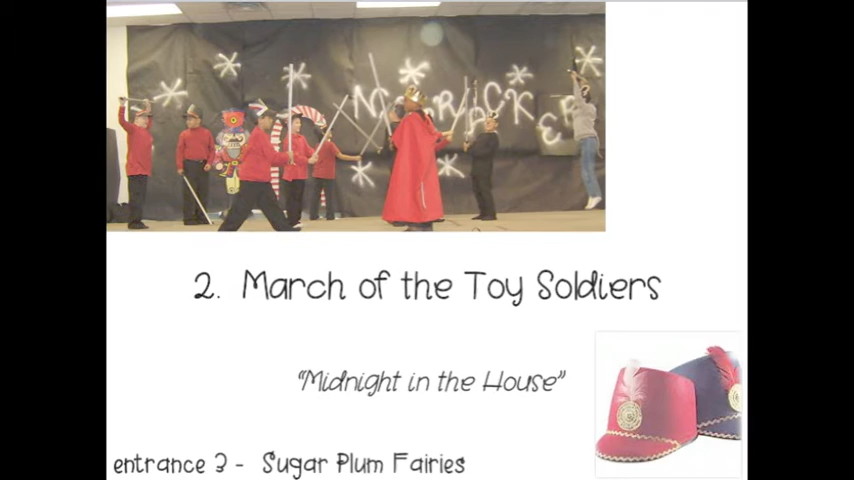 NUTCRACKER
2. March of the Toy Soldiers
"Midnight in the House"
entrance 3 - Sugar Plum Fairies